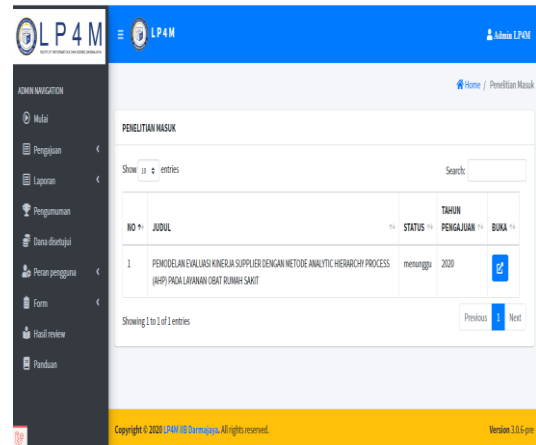 LP4M
INSTITUT INFORMATIKA DAN BISNIS DARMAJAYA
LP4M
Admin LP4M
Home / Penelitian Masuk
ADMIN NAVIGATION
Mulai
Pengajuan
Laporan
Pengumuman
Dana disetujui
Peran pengguna
Form
Hasil review
Panduan
PENELITIAN MASUK
Show 10 entries
Search:
NO JUDUL STATUS TAHUN PENGAJUAN BUKA
1 PEMODELAN EVALUASI KINERJA SUPPLIER DENGAN METODE ANALYTIC HIERARCHY PROCESS menunggu 2020
(AHP) PADA LAYANAN OBAT RUMAH SAKIT
Showing 1 to 1 of 1 entries
Previous 1 Next
Copyright © 2020 LP4M IIB Darmajaya. All rights reserved.
Version 3.0.6-pre